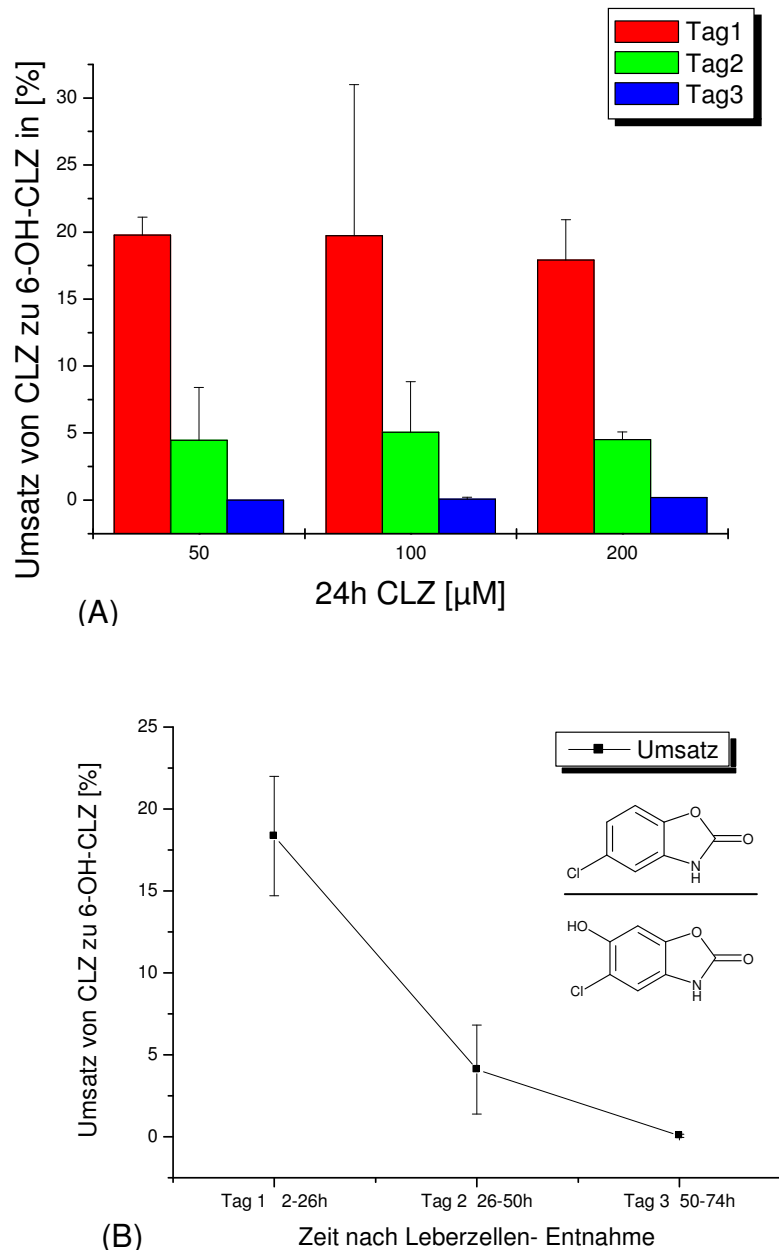 Tag1
Tag2
Tag3
Umsatz von CLZ zu 6-OH-CLZ in [%]
30
25
20
15
10
5
0
50 100 200
24h CLZ [µM]
(A)
Umsatz von CLZ zu 6-OH-CLZ [%]
25
20
15
10
5
0
Umsatz
O
O
N
H
Cl
HO
O
O
N
H
Cl
Tag 1 2-26h Tag 2 26-50h Tag 3 50-74h
(B) Zeit nach Leberzellen- Entnahme